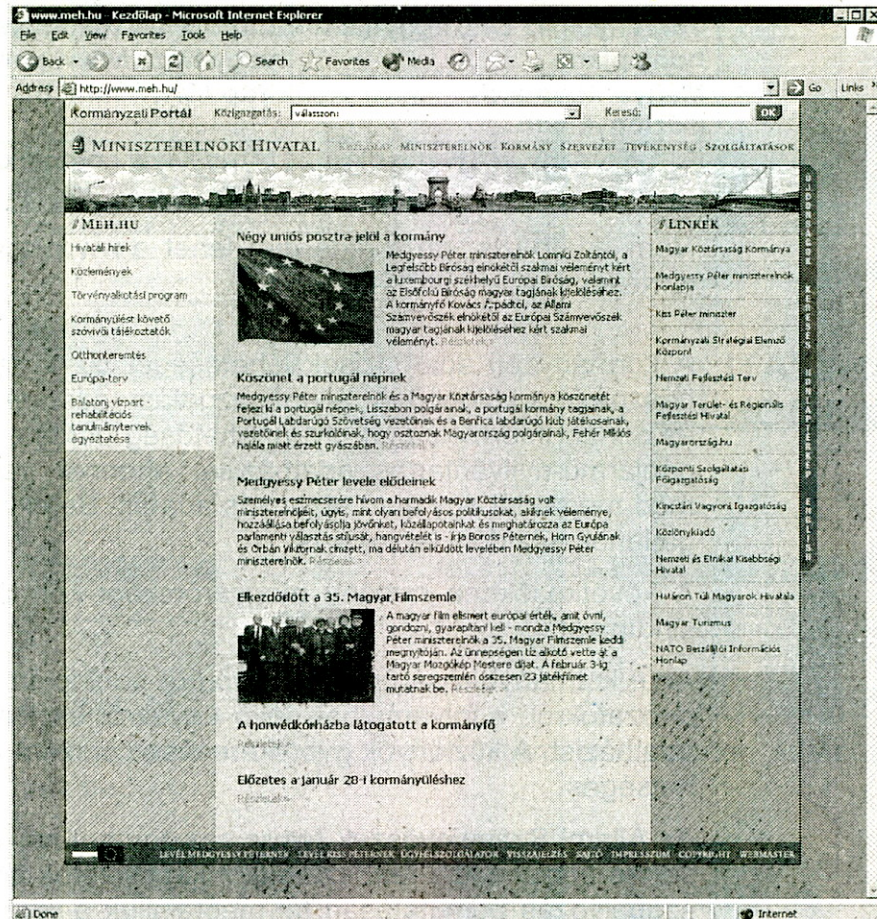 www.meh.hu - Kezdőlap - Microsoft Internet Explorer
File Edit View Favorites Tools Help
Back Search Favorites Media
Address http://www.meh.hu/ Go Links
Kormányzati Portál Közigazgatás: válasszon! Kereső: OK
MINISZTERELNÖKI HIVATAL KEZDŐLAP MINISZTERELNÖK KORMÁNY SZERVEZET TEVÉKENYSÉG SZOLGÁLTATÁSOK
MEH.HU
Hivatali hírek
Közlemények
Törvényalkotási program
Kormányülést követő
szóvivői tájékoztatók
Otthonteremtés
Európa-terv
Balatoni vízpart -
rehabilitációs
tanulmánytervek
egyeztetése
Négy uniós posztra jelöl a kormány
Medgyessy Péter miniszterelnök Lomnici Zoltántól, a
Legfelsőbb Bíróság elnökétől szakmai véleményt kért
a luxembourgi székhelyű Európai Bíróság, valamint
az Elsőfokú Bíróság magyar tagjának kijelöléséhez.
A kormányfő Kovács Árpádtól, az Állami
Számvevőszék elnökétől az Európai Számvevőszék
magyar tagjának kijelöléséhez kért szakmai
véleményt. Részletek »
Köszönet a portugál népnek
Medgyessy Péter miniszterelnök és a Magyar Köztársaság kormánya köszönetét
fejezi ki a portugál népnek, Lisszabon polgárainak, a portugál kormány tagjainak, a
Portugál Labdarúgó Szövetség vezetőinek és a Benfica labdarúgó klub játékosainak,
vezetőinek és szurkolóinak, hogy osztoznak Magyarország polgárainak, Fehér Miklós
halála miatt érzett gyászában. Részletek »
Medgyessy Péter levele elődeinek
Személyes eszmecserére hívom a harmadik Magyar Köztársaság volt
miniszterelnökeit, úgyis, mint olyan befolyásos politikusokat, akiknek véleménye,
hozzáállása befolyásolja jövőnket, közállapotainkat és meghatározza az Európa
parlamenti választás stílusát, hangvételét is - írja Boross Péternek, Horn Gyulának
és Orbán Viktornak címzett, ma délután elküldött levelében Medgyessy Péter
miniszterelnök. Részletek »
Elkezdődött a 35. Magyar Filmszemle
A magyar film elismert európai érték, amit óvni,
gondozni, gyarapítani kell - mondta Medgyessy
Péter miniszterelnök a 35. Magyar Filmszemle keddi
megnyitóján. Az ünnepségen tíz alkotó vette át a
Magyar Mozgókép Mestere díjat. A február 3-ig
tartó seregszemlén összesen 23 játékfilmet
mutatnak be. Részletek »
A honvédkórházba látogatott a kormányfő
Részletek »
Előzetes a január 28-i kormányüléshez
Részletek »
LINKEK
Magyar Köztársaság Kormánya
Medgyessy Péter miniszterelnök
honlapja
Kiss Péter miniszter
Kormányzati Stratégiai Elemző
Központ
Nemzeti Fejlesztési Terv
Magyar Terület- és Regionális
Fejlesztési Hivatal
Magyarország.hu
Központi Szolgáltatási
Főigazgatóság
Kincstári Vagyoni Igazgatóság
Közlönykiadó
Nemzeti és Etnikai Kisebbségi
Hivatal
Határon Túli Magyarok Hivatala
Magyar Turizmus
NATO Beszállítói Információs
Honlap
ÚJDONSÁGOK KERESÉS HONLAPTÉRKÉP ENGLISH
LEVÉL MEDGYESSY PÉTERNEK LEVÉL KISS PÉTERNEK ÜGYFÉLSZOLGÁLATOK VISSZAJELZÉS SAJTÓ IMPRESSZUM COPYRIGHT WEBMASTER
Done Internet